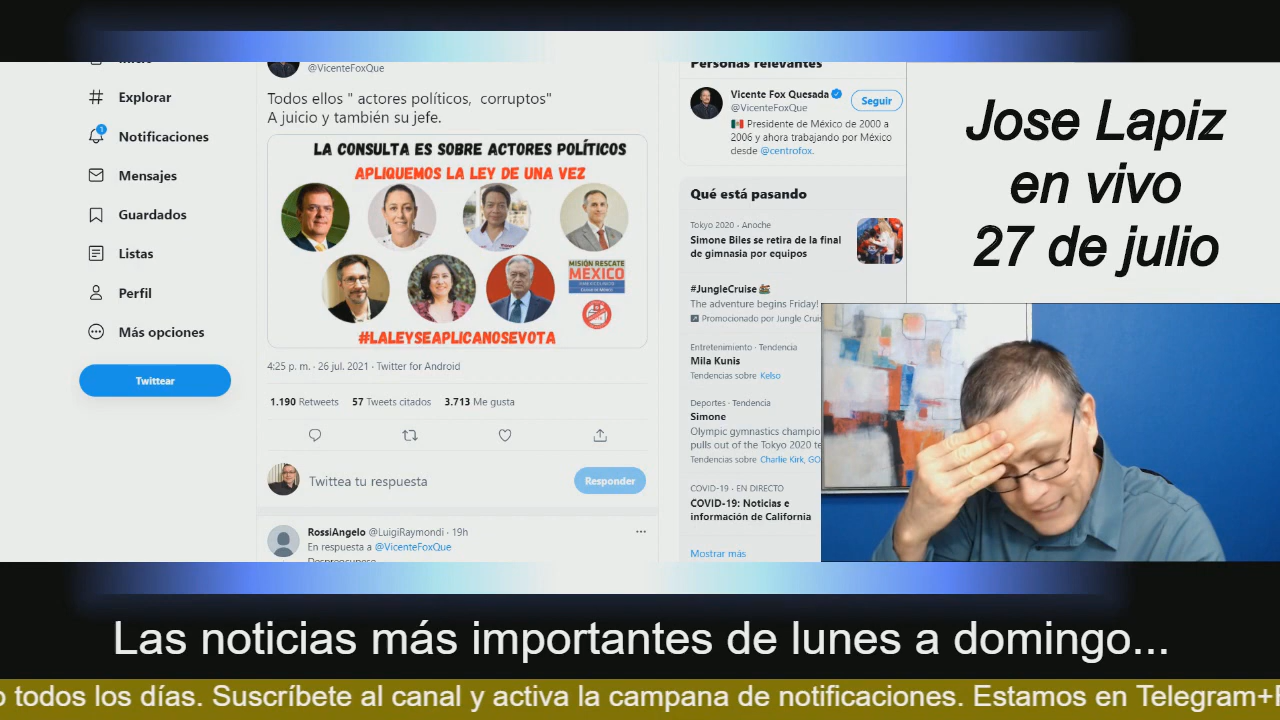 Explorar
Notificaciones
1
Mensajes
Guardados
Listas
Perfil
Más opciones
Twittear
@VicenteFoxQue
Todos ellos " actores políticos, corruptos"
A juicio y también su jefe.
LA CONSULTA ES SOBRE ACTORES POLÍTICOS
APLIQUEMOS LA LEY DE UNA VEZ
MISIÓN RESCATE
MÉXICO
#LALEYSEAPLICANOSEVOTA
4:25 p. m. · 26 jul. 2021 · Twitter for Android
1.190 Retweets 57 Tweets citados 3.713 Me gusta
Twittea tu respuesta
Responder
RossiAngelo @LuigiRaymondi · 19h
En respuesta a @VicenteFoxQue
Personas relevantes
Vicente Fox Quesada
@VicenteFoxQue
Seguir
Presidente de México de 2000 a
2006 y ahora trabajando por México
desde @centrofox.
Qué está pasando
Tokyo 2020 · Anoche
Simone Biles se retira de la final
de gimnasia por equipos
#JungleCruise
The adventure begins Friday!
Promocionado por Jungle
Entretenimiento · Tendencia
Mila Kunis
Tendencias sobre Kelso
Deportes · Tendencia
Simone
Olympic gymnastics champio
pulls out of the Tokyo 2020 te
Tendencias sobre Charlie Kirk, GO
COVID-19 · EN DIRECTO
COVID-19: Noticias e
información de California
Mostrar más
Jose Lapiz
en vivo
27 de julio
Las noticias más importantes de lunes a domingo...
o todos los días. Suscríbete al canal y activa la campana de notificaciones. Estamos en Telegram+